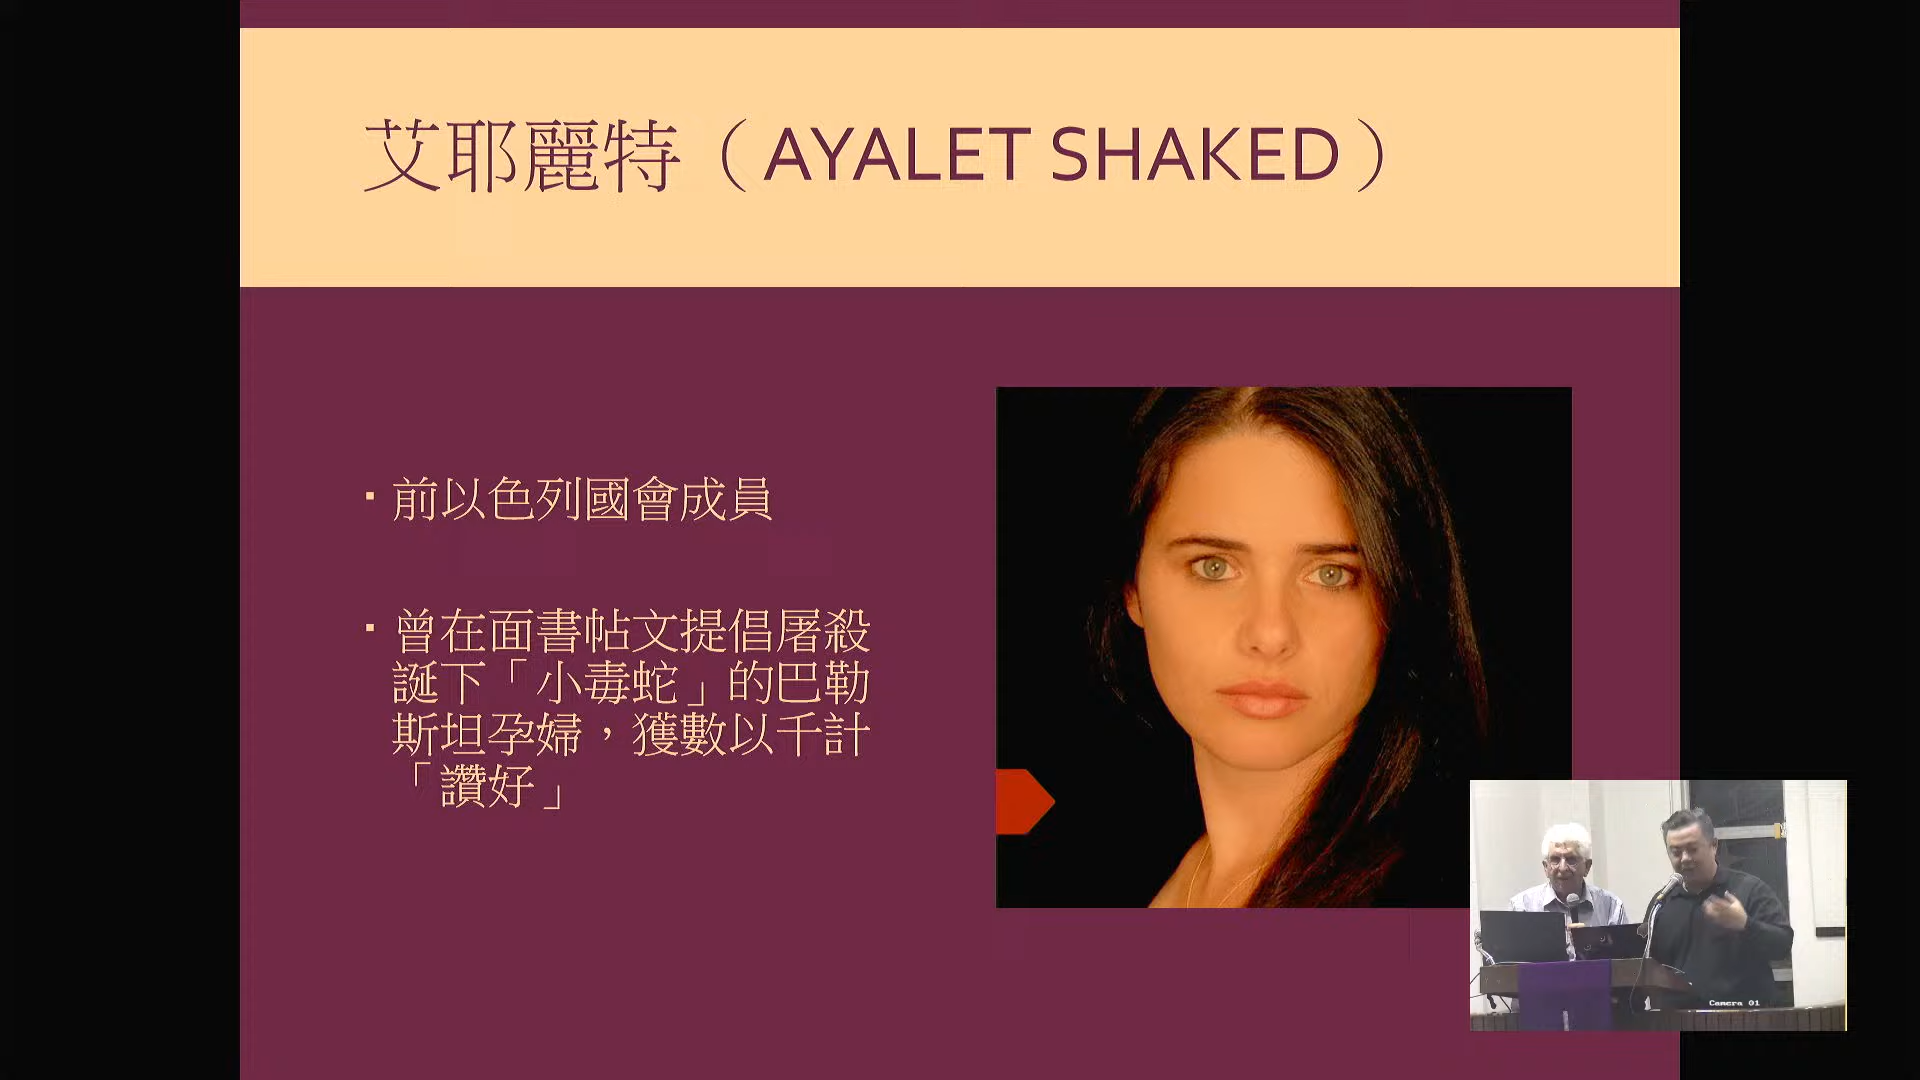 艾耶麗特（AYALET SHAKED）
▪ 前以色列國會成員
▪ 曾在面書帖文提倡屠殺
誕下「小毒蛇」的巴勒
斯坦孕婦，獲數以千計
「讚好」
Camera 01